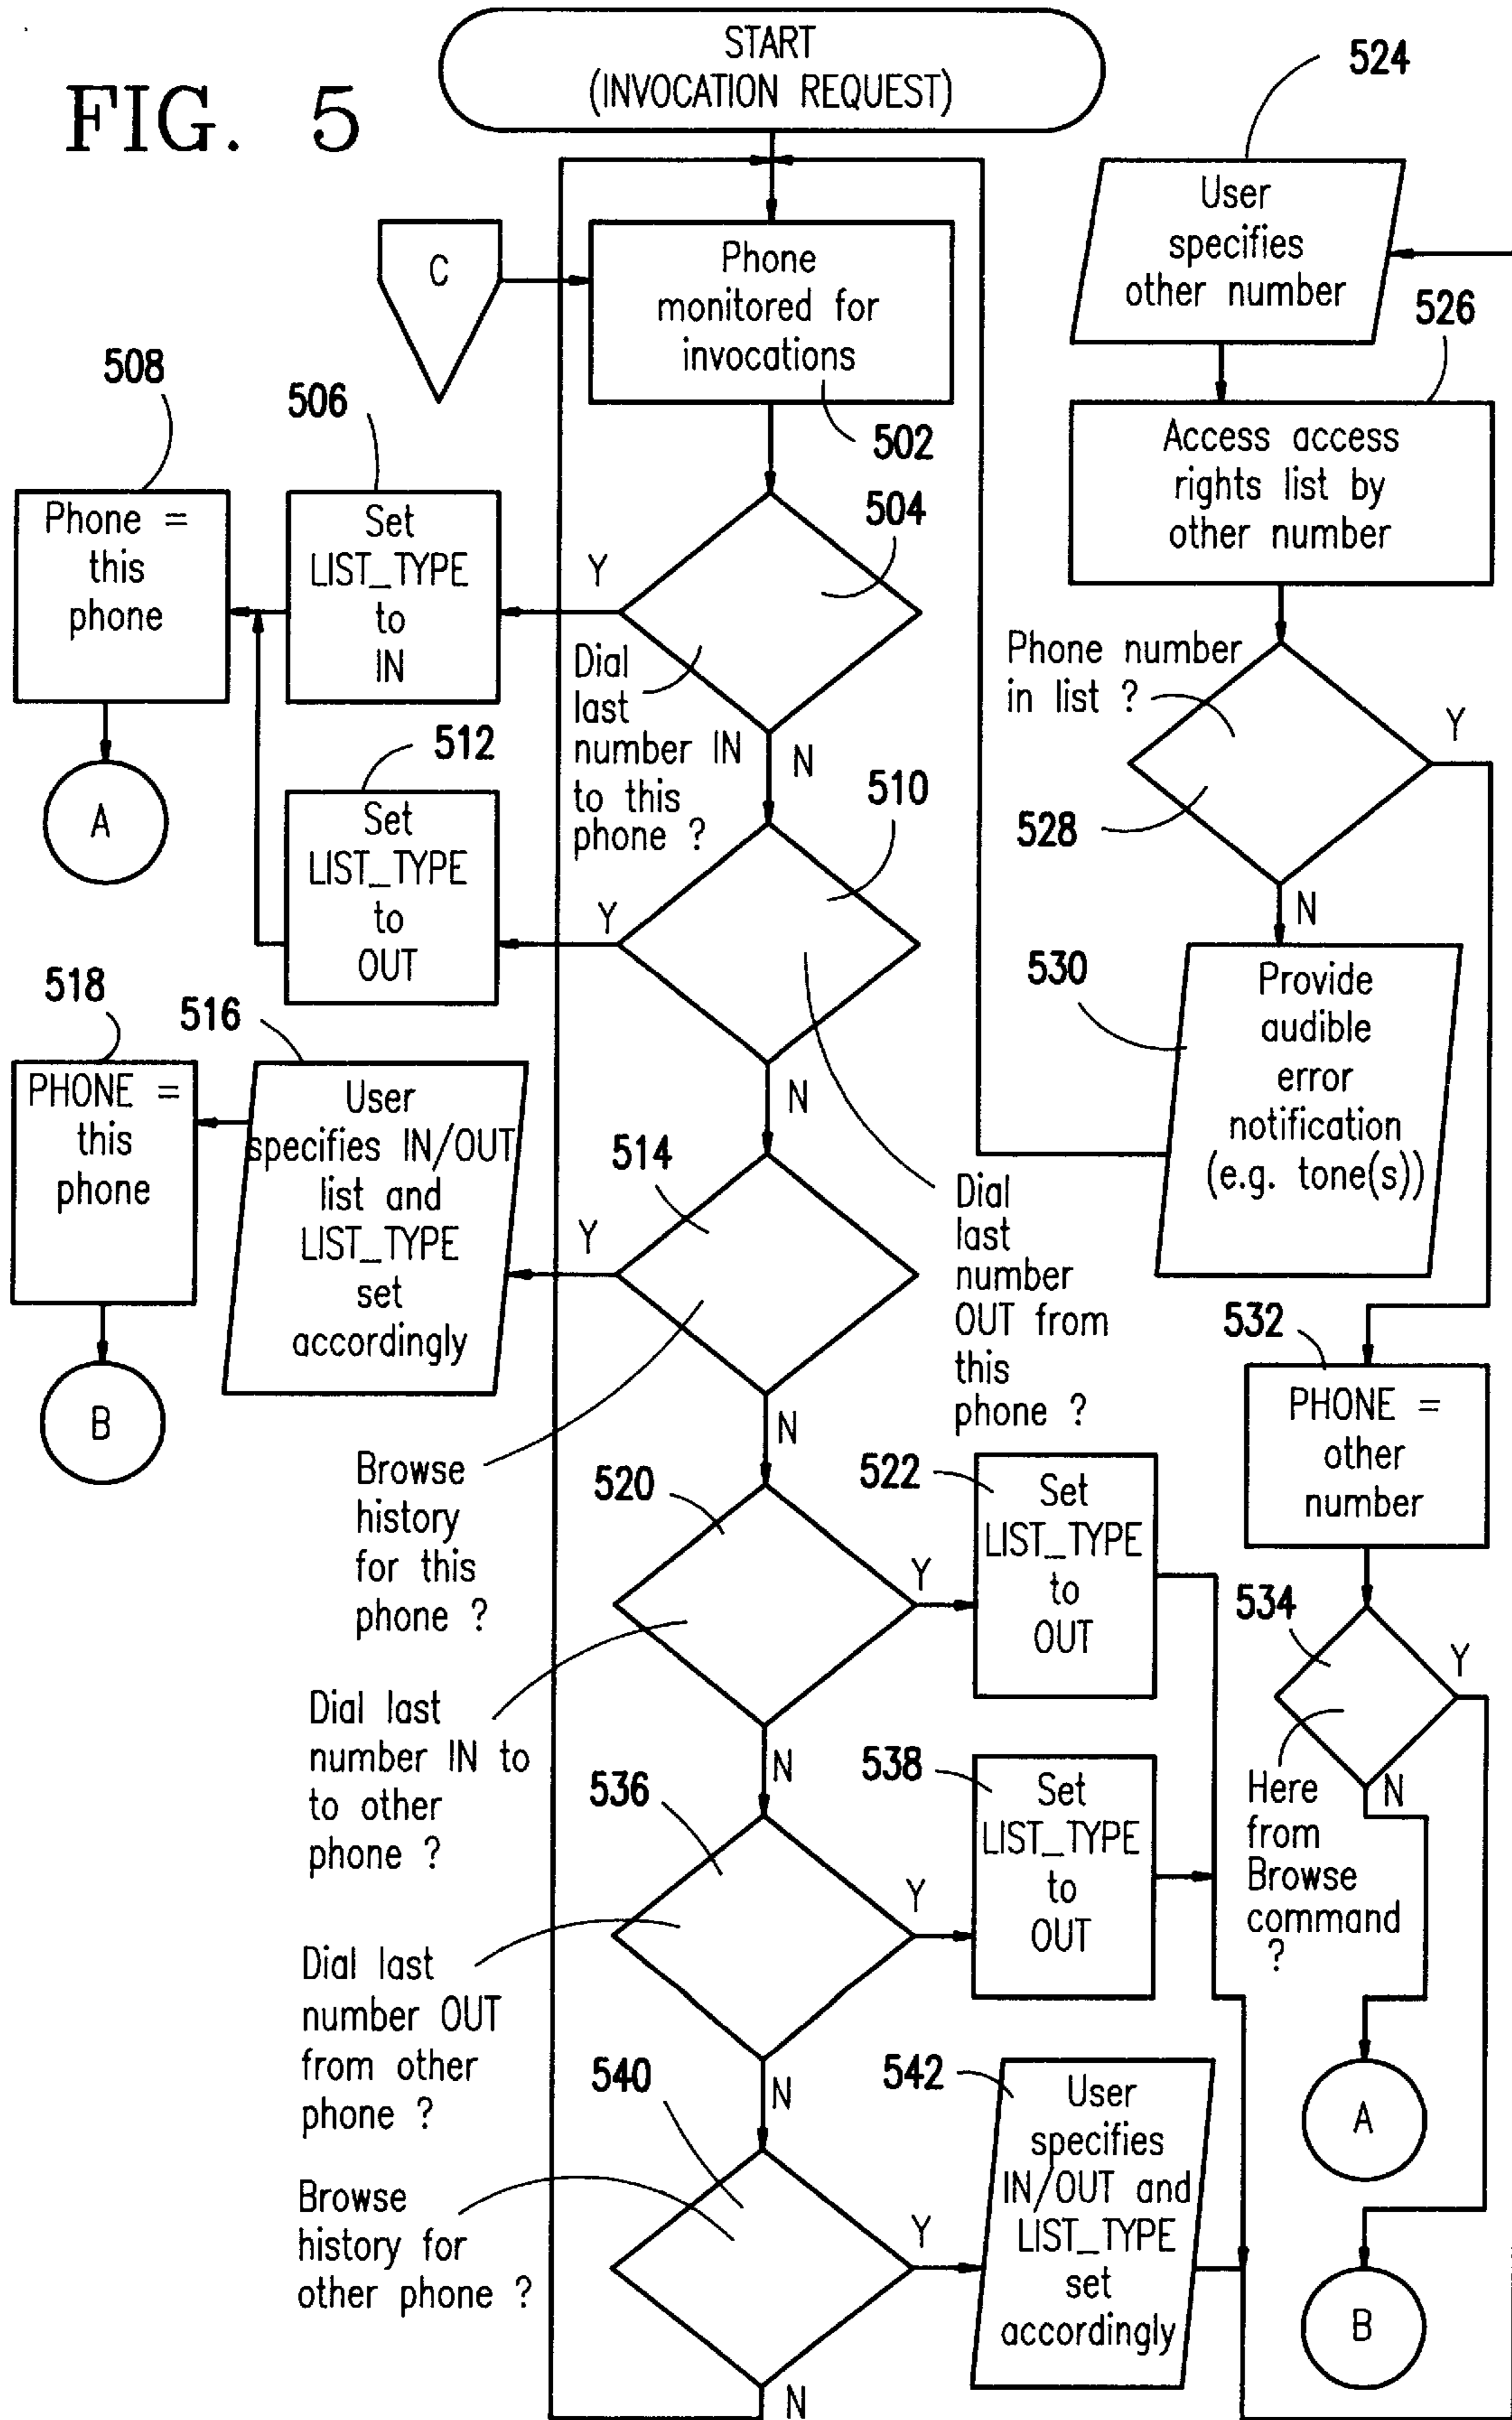 FIG. 5
START
(INVOCATION REQUEST)
C
Phone
monitored for
invocations
502
504
Y
Dial
last
number IN
to this
phone ?
N
506
Set
LIST_TYPE
to
IN
508
Phone =
this
phone
A
510
Y
N
Dial
last
number
OUT from
this
phone ?
512
Set
LIST_TYPE
to
OUT
514
Y
N
Browse
history
for this
phone ?
516
User
specifies IN/OUT
list and
LIST_TYPE
set
accordingly
518
PHONE =
this
phone
B
520
Y
N
Dial last
number IN to
to other
phone ?
522
Set
LIST_TYPE
to
OUT
536
Y
N
Dial last
number OUT
from other
phone ?
538
Set
LIST_TYPE
to
OUT
540
Y
N
Browse
history for
other phone ?
542
User
specifies
IN/OUT and
LIST_TYPE
set
accordingly
524
User
specifies
other number
526
Access access
rights list by
other number
Phone number
in list ?
528
Y
N
530
Provide
audible
error
notification
(e.g. tone(s))
532
PHONE =
other
number
534
Y
N
Here
from
Browse
command
?
A
B